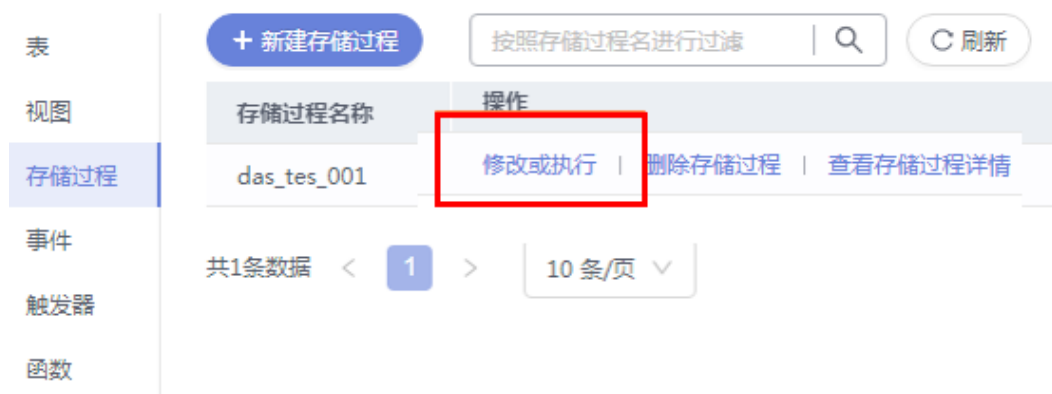 表
视图
存储过程
事件
触发器
函数
+ 新建存储过程
按照存储过程名进行过滤
刷新
存储过程名称 操作
das_tes_001 修改或执行 | 删除存储过程 | 查看存储过程详情
共1条数据 < 1 > 10 条/页